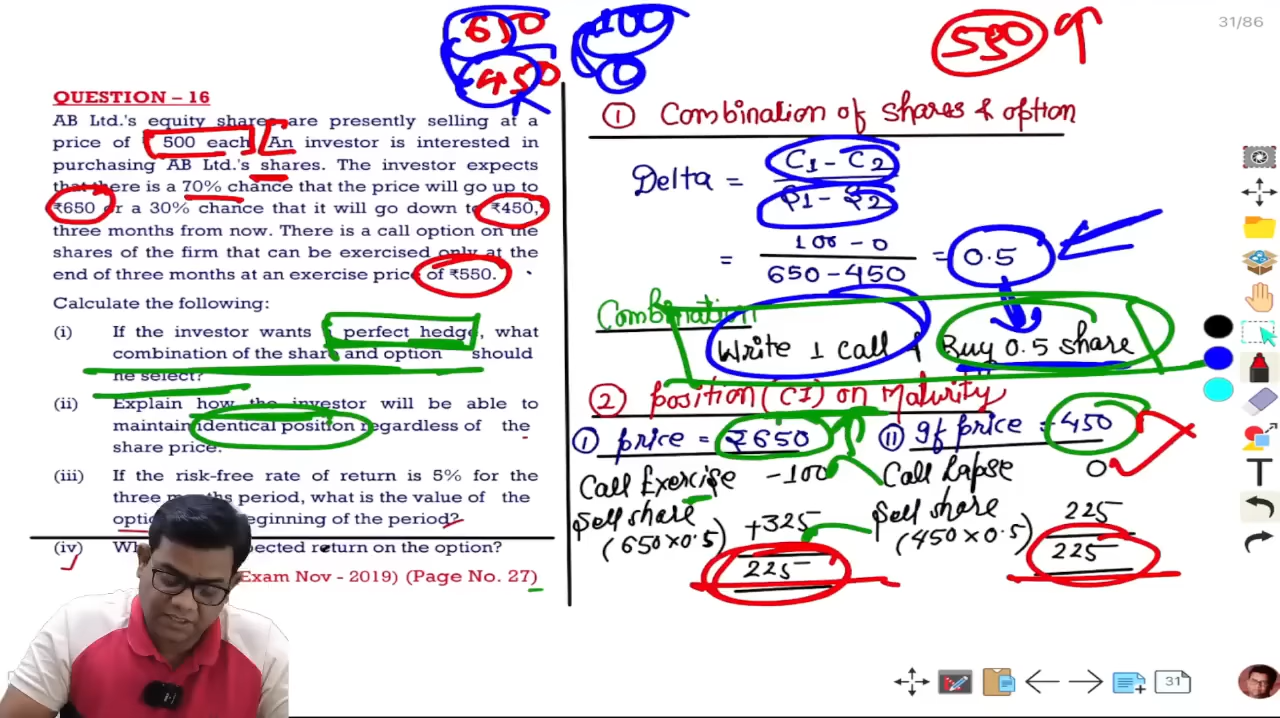 650
100
450
0
550
31/86
QUESTION – 16
AB Ltd.'s equity shares are presently selling at a
price of 500 each. An investor is interested in
purchasing AB Ltd.'s shares. The investor expects
that there is a 70% chance that the price will go up to
₹650 or a 30% chance that it will go down to ₹450,
three months from now. There is a call option on the
shares of the firm that can be exercised only at the
end of three months at an exercise price of ₹550.
Calculate the following:
(i) If the investor wants perfect hedge, what
combination of the share and option should
he select?
(ii) Explain how the investor will be able to
maintain identical position regardless of the
share price.
(iii) If the risk-free rate of return is 5% for the
three months period, what is the value of the
option beginning of the period?
(iv) expected return on the option?
Exam Nov - 2019) (Page No. 27)
① Combination of shares & option
Delta = C1 - C2
P1 - P2
= 100 - 0 = 0.5
650 - 450
Combination
Write 1 call & Buy 0.5 share
② position (CI) on Maturity
① price = ₹650
Call Exercise -100
Sell share +325
(650×0.5)
225
⑪ If price = 450
Call Lapse 0
Sell share 225
(450×0.5)
225
T
31